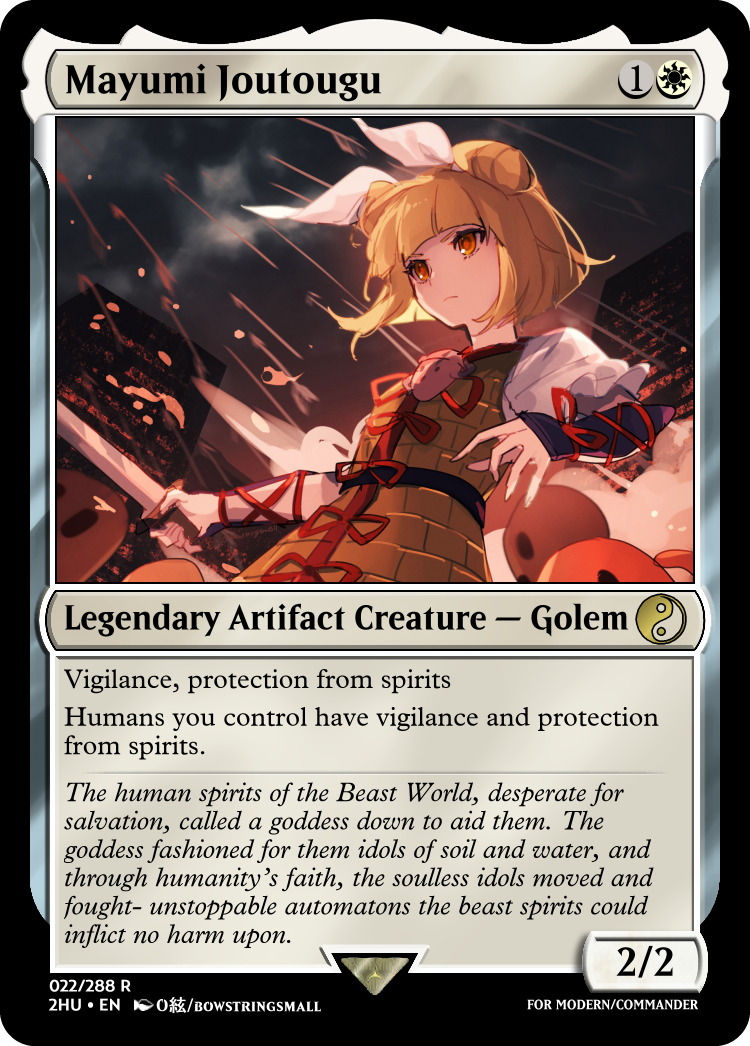 Mayumi Joutougu 1
Legendary Artifact Creature — Golem
Vigilance, protection from spirits
Humans you control have vigilance and protection
from spirits.
The human spirits of the Beast World, desperate for
salvation, called a goddess down to aid them. The
goddess fashioned for them idols of soil and water, and
through humanity's faith, the soulless idols moved and
fought- unstoppable automatons the beast spirits could
inflict no harm upon.
2/2
022/288 R
2HU • EN O絃/BOWSTRINGSMALL
FOR MODERN/COMMANDER